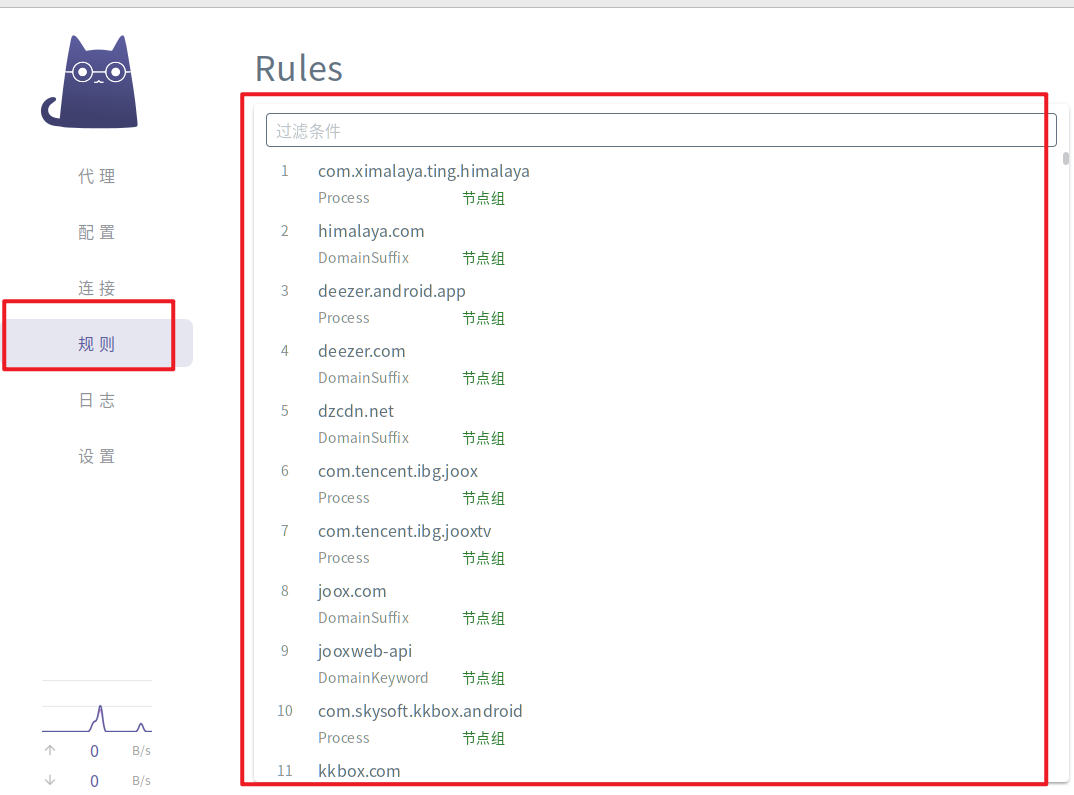 Rules
过滤条件
代理
配置
连接
规则
日志
设置
1 com.ximalaya.ting.himalaya
Process 节点组
2 himalaya.com
DomainSuffix 节点组
3 deezer.android.app
Process 节点组
4 deezer.com
DomainSuffix 节点组
5 dzcdn.net
DomainSuffix 节点组
6 com.tencent.ibg.joox
Process 节点组
7 com.tencent.ibg.jooxtv
Process 节点组
8 joox.com
DomainSuffix 节点组
9 jooxweb-api
DomainKeyword 节点组
10 com.skysoft.kkbox.android
Process 节点组
11 kkbox.com
↑ 0 B/s
↓ 0 B/s